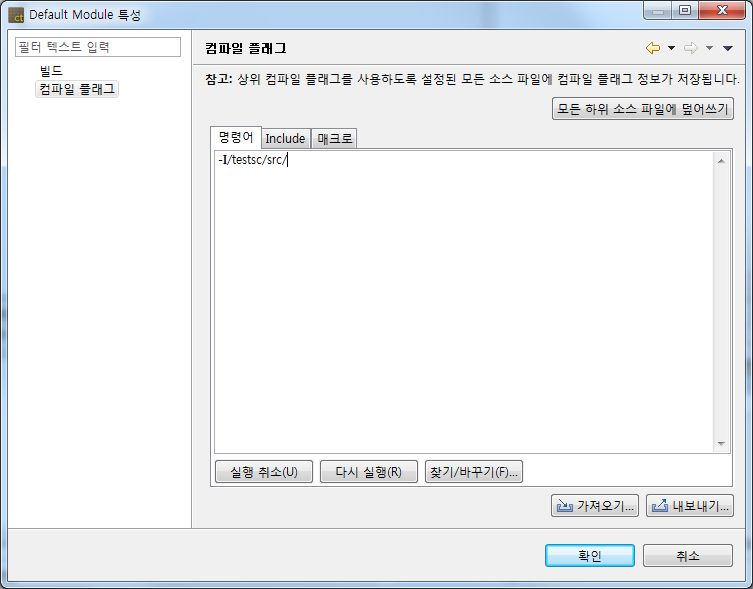 Default Module 특성
필터 텍스트 입력
빌드
컴파일 플래그
컴파일 플래그
참고: 상위 컴파일 플래그를 사용하도록 설정된 모든 소스 파일에 컴파일 플래그 정보가 저장됩니다.
모든 하위 소스 파일에 덮어쓰기
명령어 Include 매크로
-I/testsc/src/
실행 취소(U) 다시 실행(R) 찾기/바꾸기(F)...
가져오기... 내보내기...
확인 취소